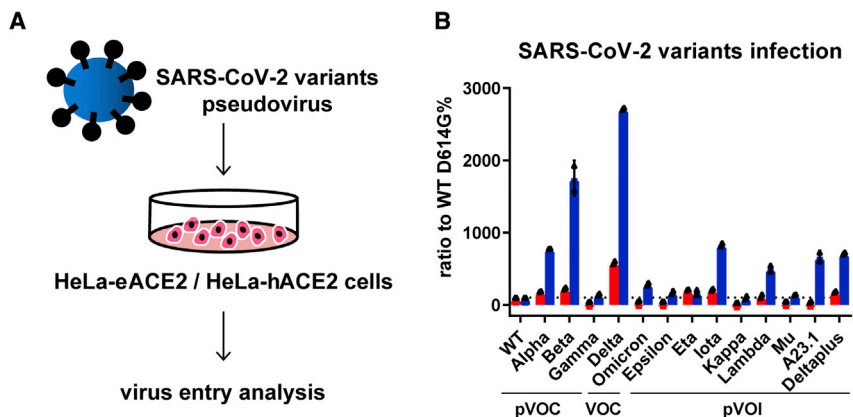 A
SARS-CoV-2 variants
pseudovirus
HeLa-eACE2 / HeLa-hACE2 cells
virus entry analysis
B
SARS-CoV-2 variants infection
ratio to WT D614G%
3000
2000
1000
0
WT
Alpha
Beta
Gamma
Delta
Omicron
Epsilon
Eta
Iota
Kappa
Lambda
Mu
A23.1
Deltaplus
pVOC
VOC
pVOI